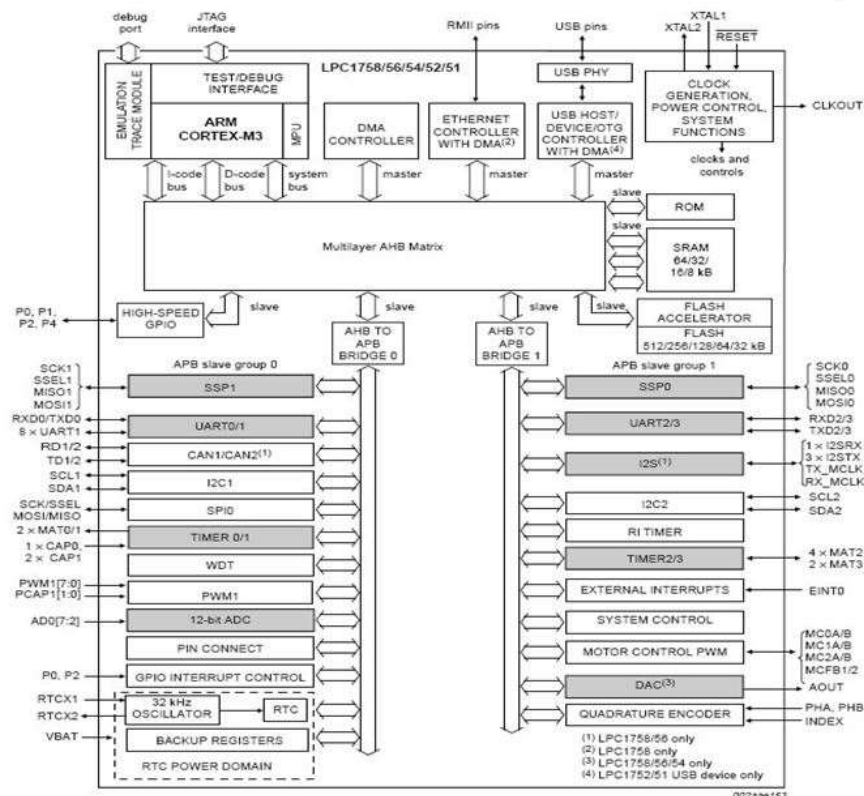 debug port
JTAG interface
RMII pins
USB pins
XTAL1
XTAL2
RESET
LPC1758/56/54/52/51
EMULATION TRACE MODULE
TEST/DEBUG INTERFACE
ARM CORTEX-M3
MPU
DMA CONTROLLER
ETHERNET CONTROLLER WITH DMA(2)
USB PHY
USB HOST/DEVICE/OTG CONTROLLER WITH DMA(4)
CLOCK GENERATION, POWER CONTROL, SYSTEM FUNCTIONS
CLKOUT
clocks and controls
I-code bus
D-code bus
system bus
master
master
master
Multilayer AHB Matrix
slave
ROM
slave
SRAM 64/32/16/8 kB
P0, P1, P2, P4
HIGH-SPEED GPIO
slave
slave
slave
slave
AHB TO APB BRIDGE 0
AHB TO APB BRIDGE 1
FLASH ACCELERATOR
FLASH 512/256/128/64/32 kB
APB slave group 0
SCK1
SSEL1
MISO1
MOSI1
SSP1
RXD0/TXD0
8 x UART1
UART0/1
RD1/2
TD1/2
CAN1/CAN2(1)
SCL1
SDA1
I2C1
SCK/SSEL
MOSI/MISO
SPI0
2 x MAT0/1
1 x CAP0,
2 x CAP1
TIMER 0/1
WDT
PWM1[7:0]
PCAP1[1:0]
PWM1
AD0[7:2]
12-bit ADC
PIN CONNECT
P0, P2
GPIO INTERRUPT CONTROL
RTCX1
RTCX2
32 kHz OSCILLATOR
RTC
VBAT
BACKUP REGISTERS
RTC POWER DOMAIN
APB slave group 1
SSP0
SCK0
SSEL0
MISO0
MOSI0
UART2/3
RXD2/3
TXD2/3
I2S(1)
1 x I2SRX
3 x I2STX
TX_MCLK
RX_MCLK
I2C2
SCL2
SDA2
RI TIMER
TIMER2/3
4 x MAT2
2 x MAT3
EXTERNAL INTERRUPTS
EINT0
SYSTEM CONTROL
MOTOR CONTROL PWM
MC0A/B
MC1A/B
MC2A/B
MCFB1/2
DAC(3)
AOUT
QUADRATURE ENCODER
PHA, PHB
INDEX
(1) LPC1758/56 only
(2) LPC1758 only
(3) LPC1758/56/54 only
(4) LPC1752/51 USB device only